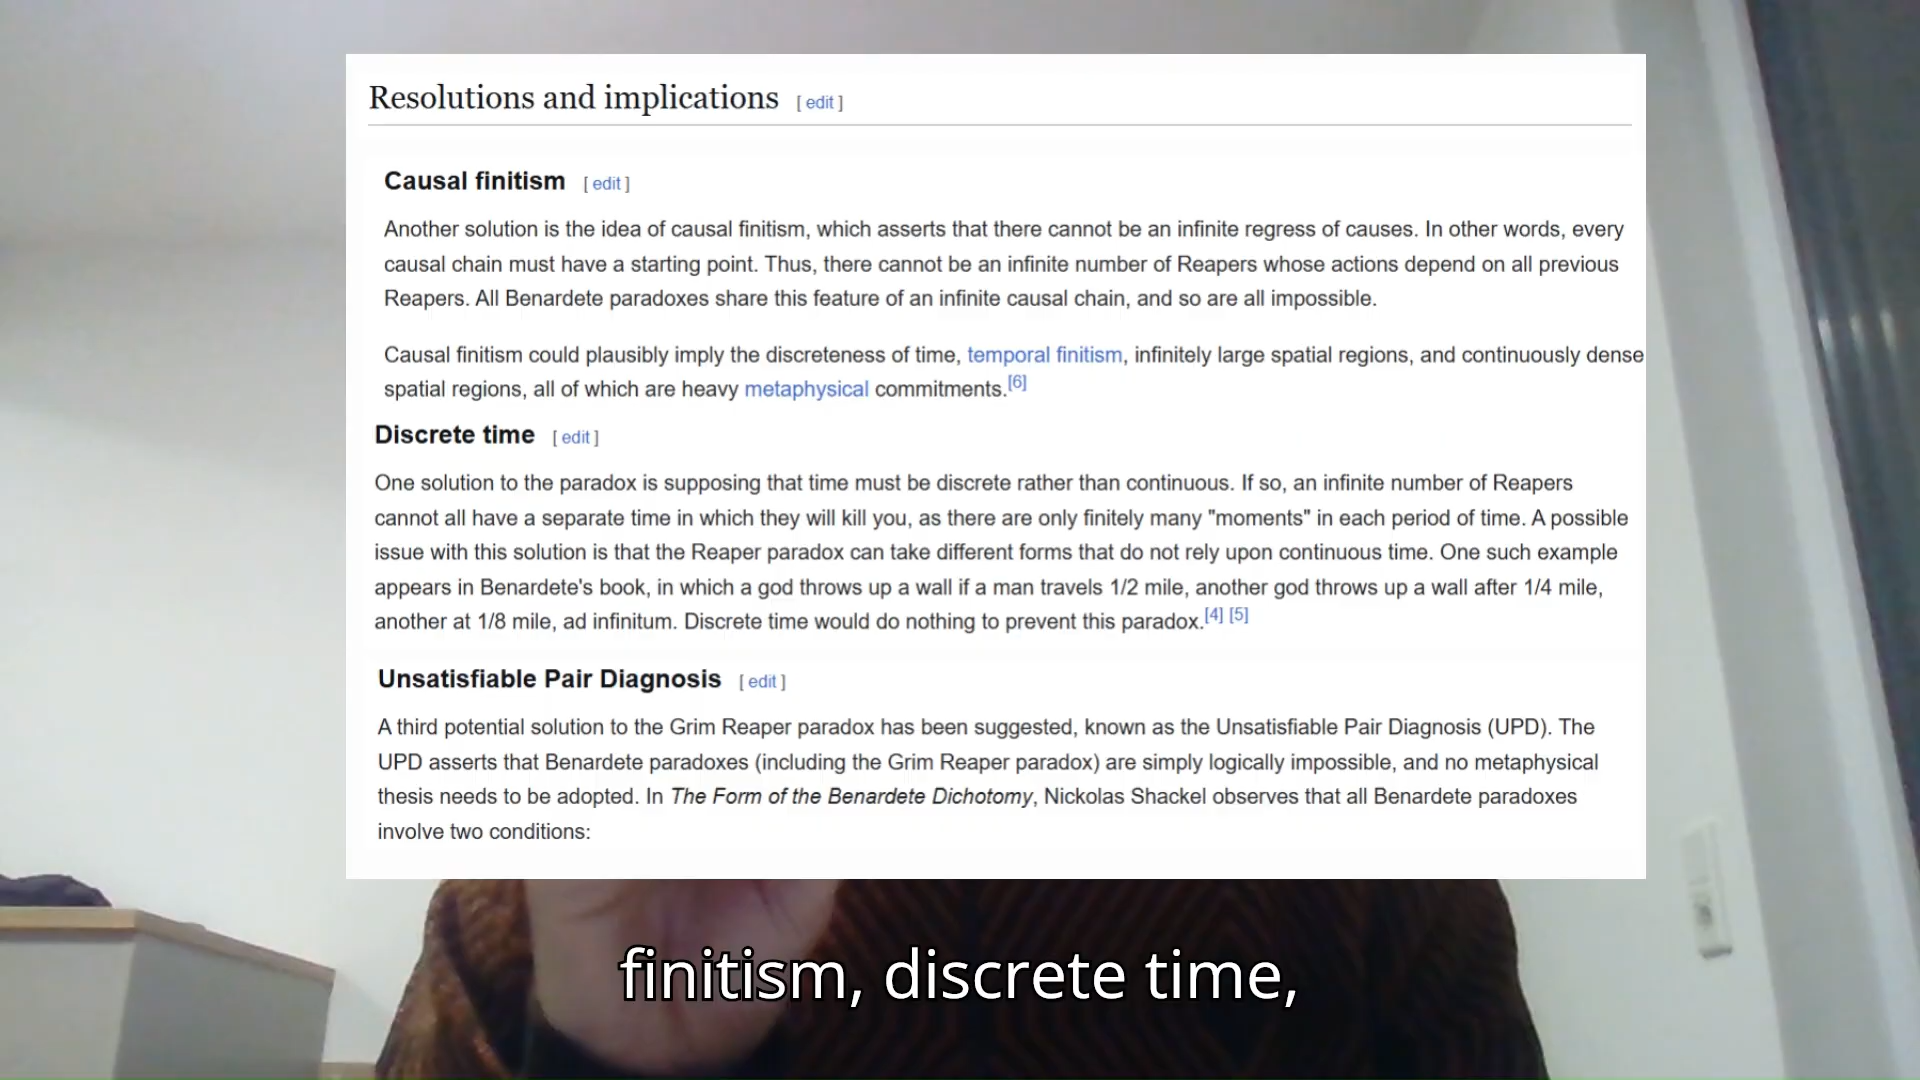 Resolutions and implications [ edit ]
Causal finitism [ edit ]
Another solution is the idea of causal finitism, which asserts that there cannot be an infinite regress of causes. In other words, every
causal chain must have a starting point. Thus, there cannot be an infinite number of Reapers whose actions depend on all previous
Reapers. All Benardete paradoxes share this feature of an infinite causal chain, and so are all impossible.
Causal finitism could plausibly imply the discreteness of time, temporal finitism, infinitely large spatial regions, and continuously dense
spatial regions, all of which are heavy metaphysical commitments.[6]
Discrete time [ edit ]
One solution to the paradox is supposing that time must be discrete rather than continuous. If so, an infinite number of Reapers
cannot all have a separate time in which they will kill you, as there are only finitely many "moments" in each period of time. A possible
issue with this solution is that the Reaper paradox can take different forms that do not rely upon continuous time. One such example
appears in Benardete's book, in which a god throws up a wall if a man travels 1/2 mile, another god throws up a wall after 1/4 mile,
another at 1/8 mile, ad infinitum. Discrete time would do nothing to prevent this paradox.[4] [5]
Unsatisfiable Pair Diagnosis [ edit ]
A third potential solution to the Grim Reaper paradox has been suggested, known as the Unsatisfiable Pair Diagnosis (UPD). The
UPD asserts that Benardete paradoxes (including the Grim Reaper paradox) are simply logically impossible, and no metaphysical
thesis needs to be adopted. In The Form of the Benardete Dichotomy, Nickolas Shackel observes that all Benardete paradoxes
involve two conditions:
finitism, discrete time,